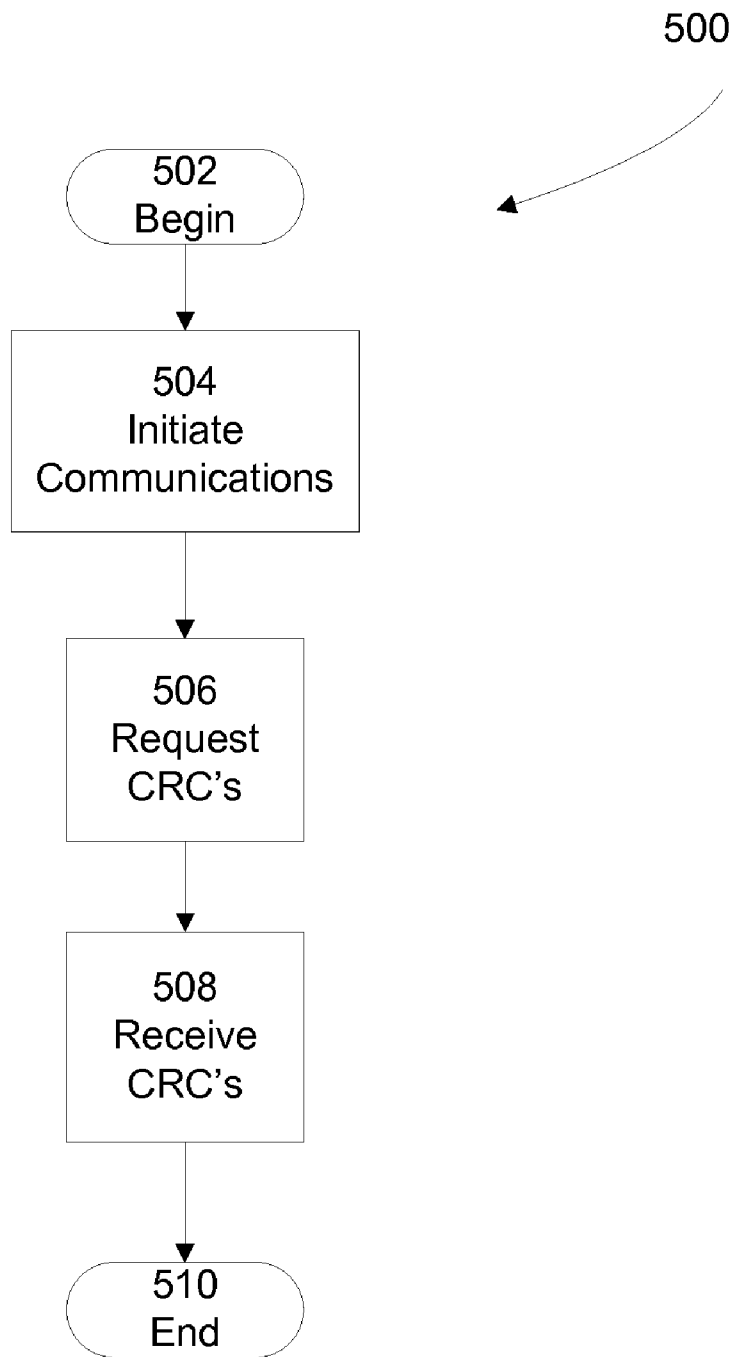 500
502
Begin
504
Initiate
Communications
506
Request
CRC’s
508
Receive
CRC’s
510
End